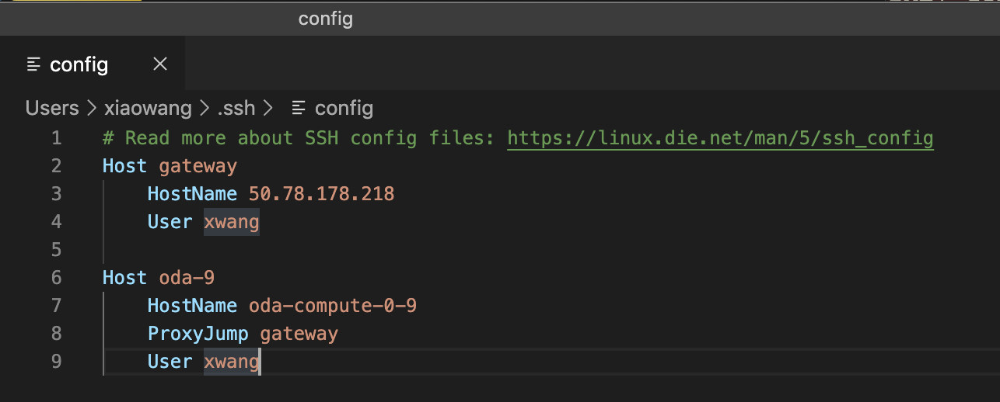 config
config
Users > xiaowang > .ssh > config
1 # Read more about SSH config files: https://linux.die.net/man/5/ssh_config
2 Host gateway
3     HostName 50.78.178.218
4     User xwang
5
6 Host oda-9
7     HostName oda-compute-0-9
8     ProxyJump gateway
9     User xwang